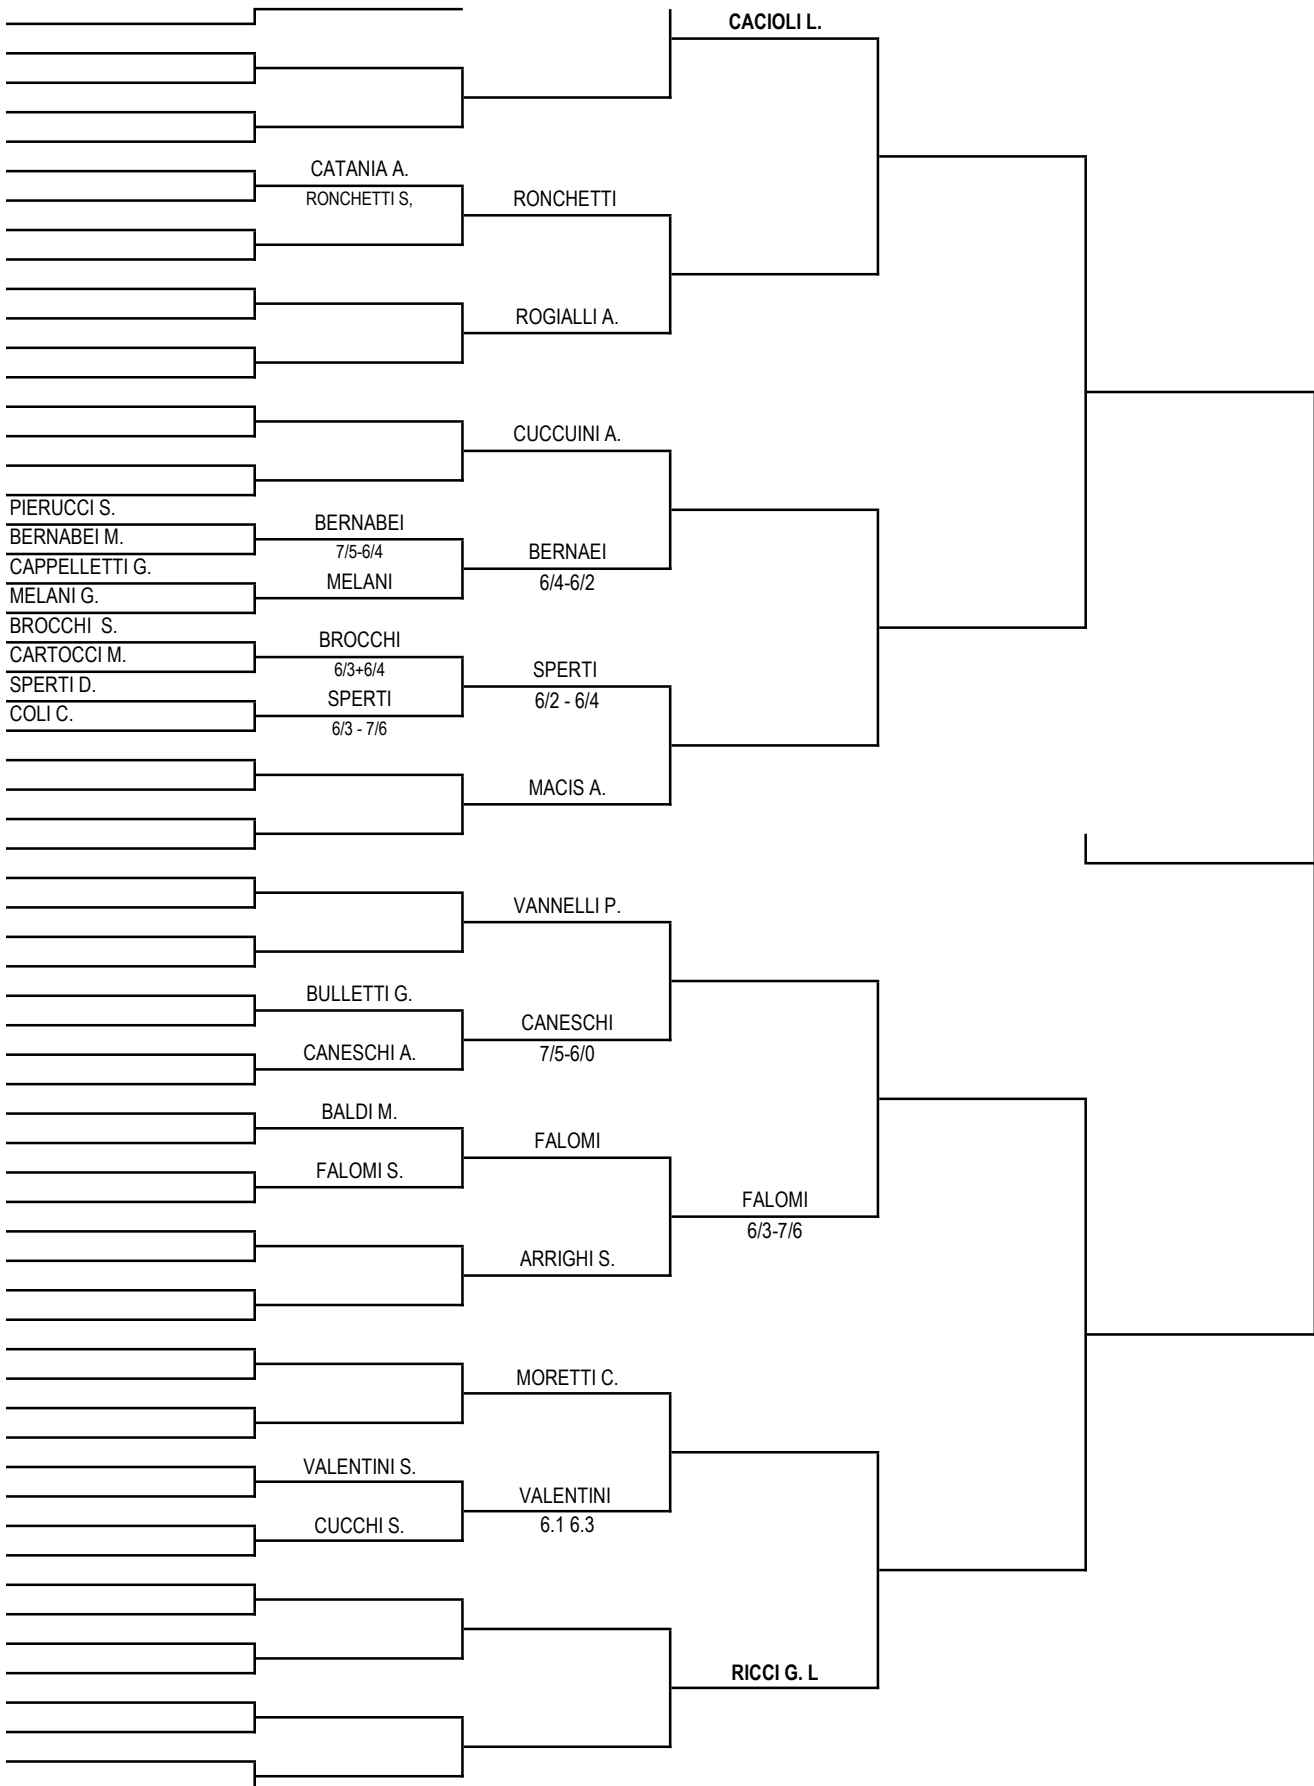 CACIOLI L.
CATANIA A.
RONCHETTI S,
RONCHETTI
ROGIALLI A.
CUCCUINI A.
PIERUCCI S.
BERNABEI
BERNABEI M.
7/5-6/4
BERNAEI
CAPPELLETTI G.
MELANI
6/4-6/2
MELANI G.
BROCCHI  S.
BROCCHI
CARTOCCI M.
6/3+6/4
SPERTI
SPERTI D.
SPERTI
6/2 - 6/4
COLI C.
6/3 - 7/6
MACIS A.
VANNELLI P.
BULLETTI G.
CANESCHI
CANESCHI A.
7/5-6/0
BALDI M.
FALOMI
FALOMI S.
FALOMI
6/3-7/6
ARRIGHI S.
MORETTI C.
VALENTINI S.
VALENTINI
CUCCHI S.
6.1 6.3
RICCI G. L